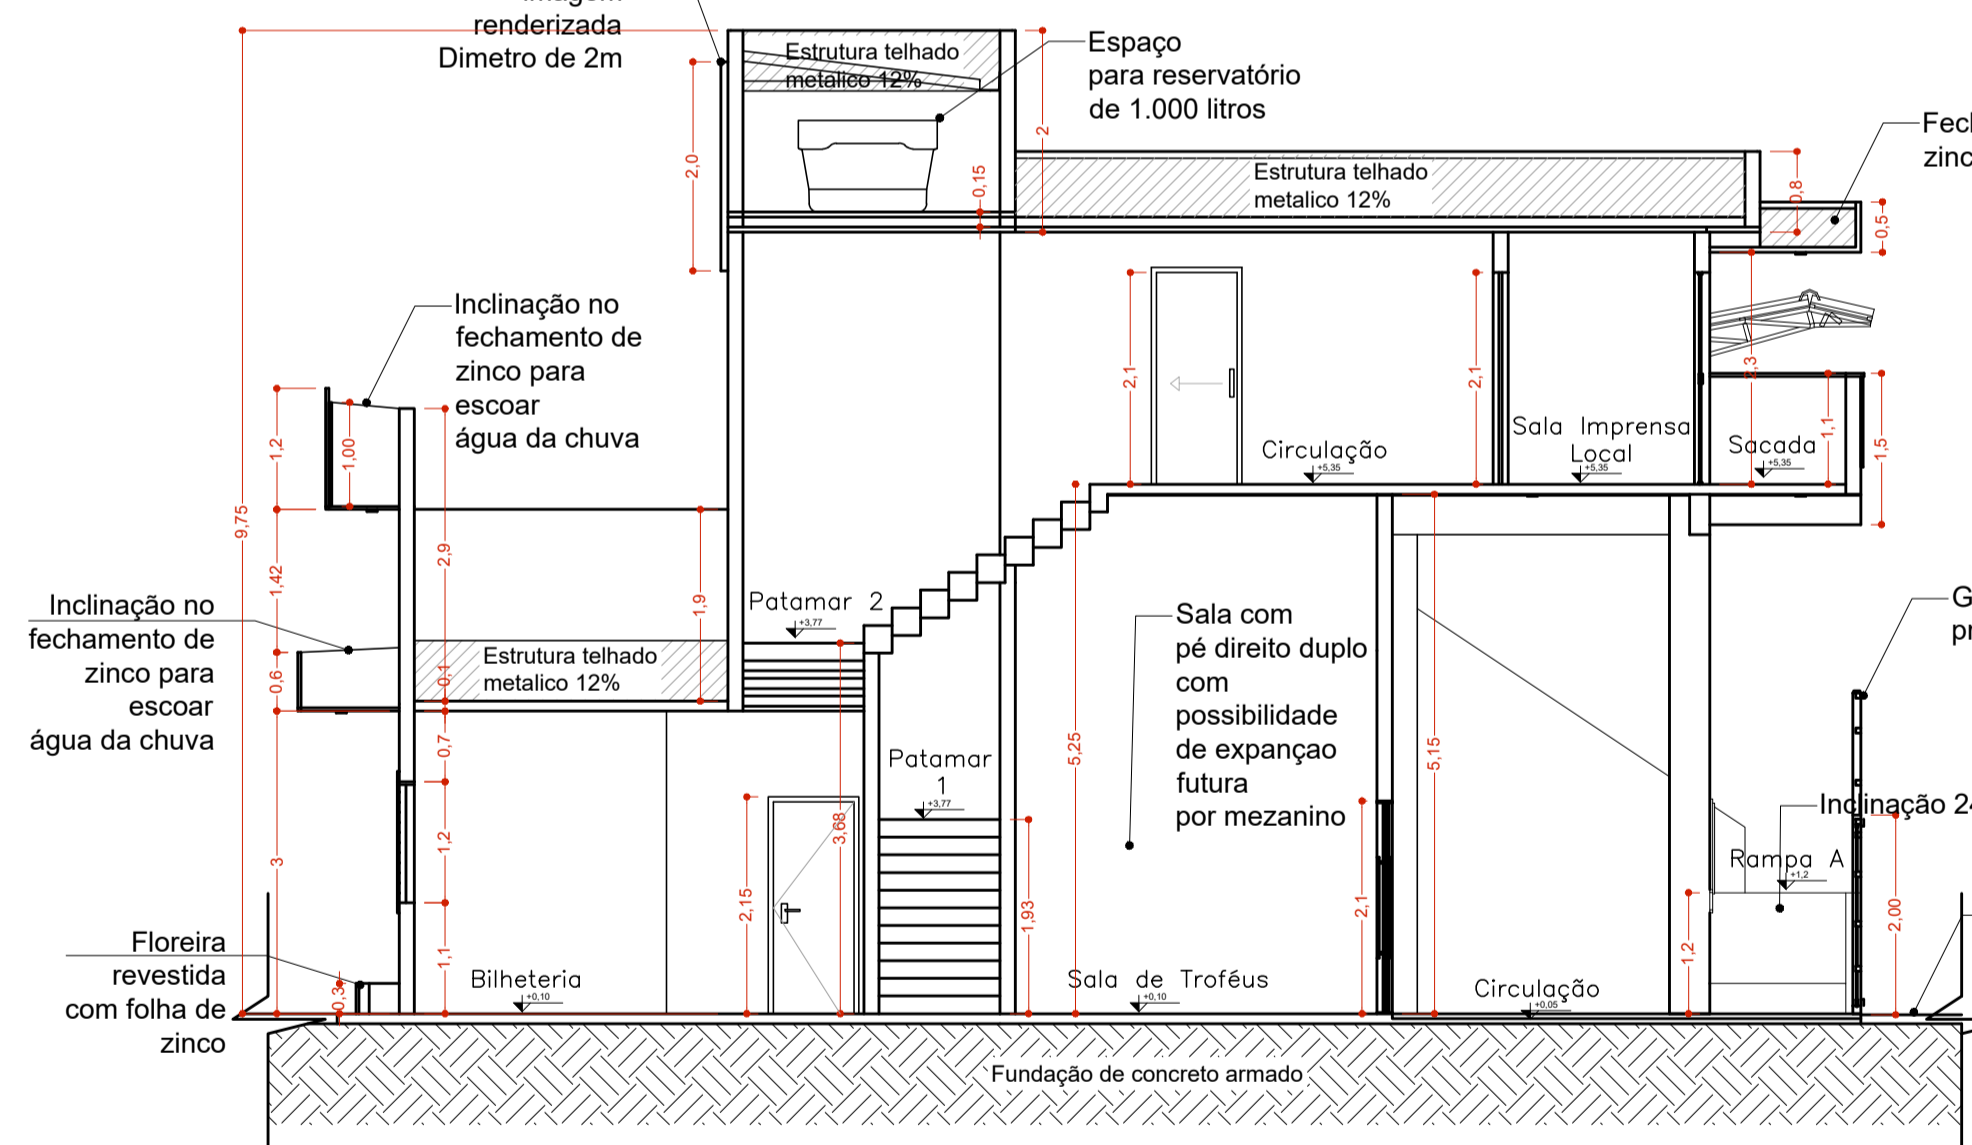 renderizada
Dimetro de 2m
Estrutura telhado
metalico 12%
Espaço
para reservatório
de 1.000 litros
Estrutura telhado
metalico 12%
2,0
2
0,15
0,8
0,5
Inclinação no
fechamento de
zinco para
escoar
água da chuva
1,2
1,00
9,75
2,9
1,42
1,9
2,1
2,1
2,3
1,1
1,5
Circulação
+5,35
Sala Imprensa
Local
+5,35
Sacada
+5,35
Inclinação no
fechamento de
zinco para
escoar
água da chuva
0,6
0,1
Estrutura telhado
metalico 12%
Patamar 2
+3,77
Patamar
1
+3,77
Sala com
pé direito duplo
com
possibilidade
de expançao
futura
por mezanino
5,25
5,15
0,7
3
1,2
1,1
2,15
3,68
1,93
2,1
1,2
2,00
Inclinação 24
Rampa A
+1,2
Floreira
revestida
com folha de
zinco
0,3
Bilheteria
+0,10
Sala de Troféus
+0,10
Circulação
+0,05
Fundação de concreto armado